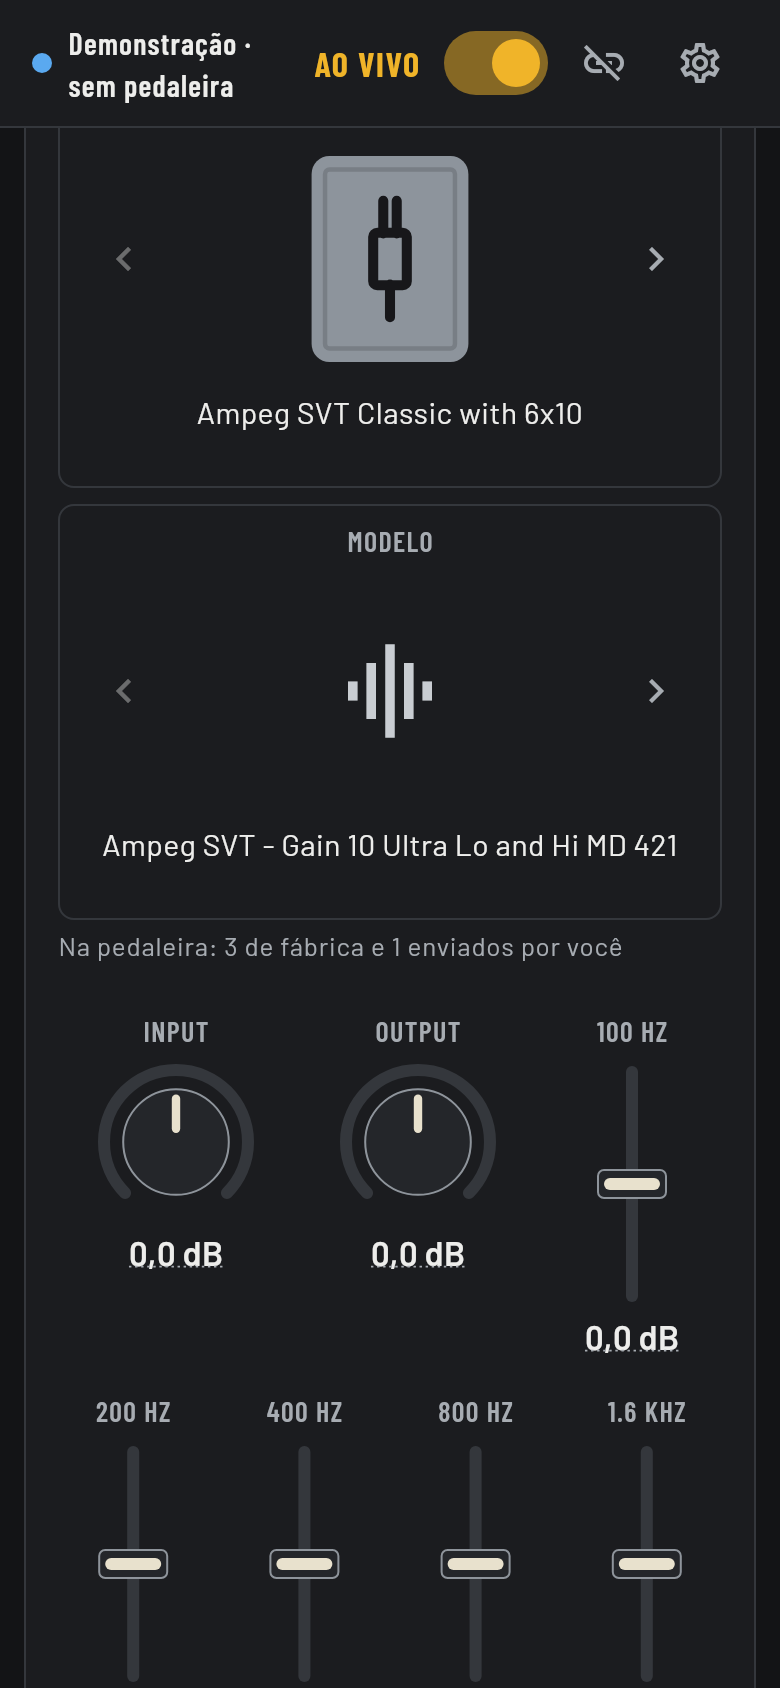 Demonstração ·
sem pedaleira
AO VIVO
Ampeg SVT Classic with 6x10
MODELO
Ampeg SVT - Gain 10 Ultra Lo and Hi MD 421
Na pedaleira: 3 de fábrica e 1 enviados por você
INPUT
OUTPUT
100 HZ
0,0 dB
0,0 dB
0,0 dB
200 HZ
400 HZ
800 HZ
1.6 KHZ